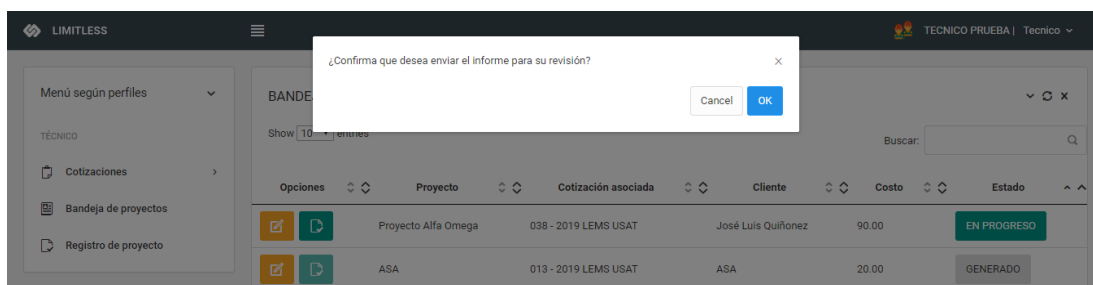 LIMITLESS
TECNICO PRUEBA | Tecnico
¿Confirma que desea enviar el informe para su revisión?
Cancel OK
Menú según perfiles
BANDE
TÉCNICO
Show 10 entries
Buscar:
Cotizaciones
Bandeja de proyectos
Registro de proyecto
Opciones Proyecto Cotización asociada Cliente Costo Estado
Proyecto Alfa Omega 038 - 2019 LEMS USAT José Luis Quiñonez 90.00 EN PROGRESO
ASA 013 - 2019 LEMS USAT ASA 20.00 GENERADO